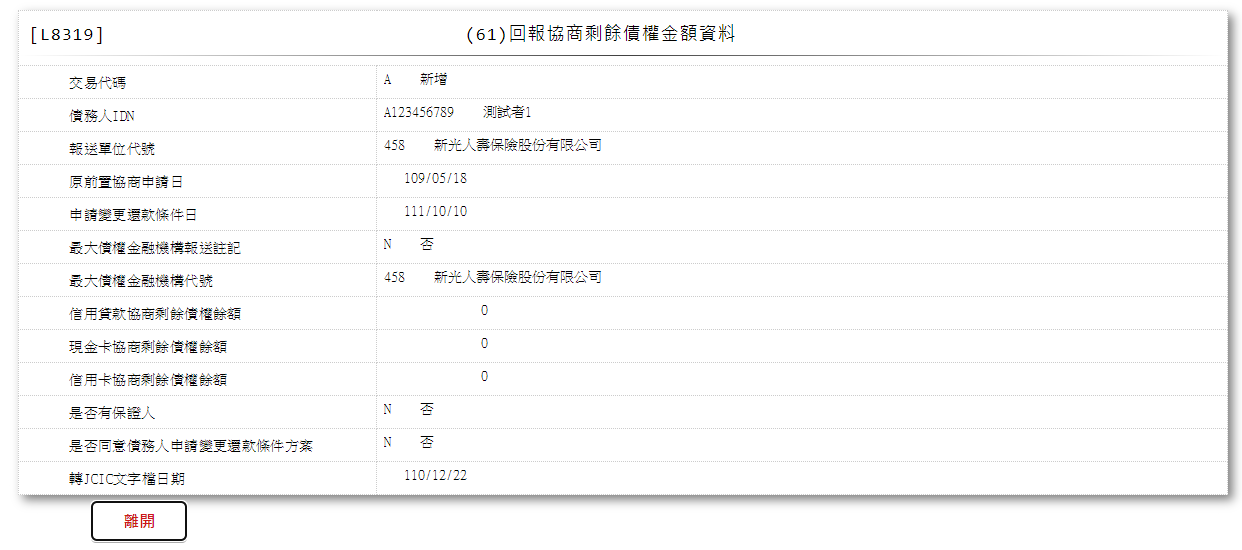 [L8319] (61)回報協商剩餘債權金額資料
交易代碼 A 新增
債務人IDN A123456789 測試者1
報送單位代號 458 新光人壽保險股份有限公司
原前置協商申請日 109/05/18
申請變更還款條件日 111/10/10
最大債權金融機構報送註記 N 否
最大債權金融機構代號 458 新光人壽保險股份有限公司
信用貸款協商剩餘債權餘額 0
現金卡協商剩餘債權餘額 0
信用卡協商剩餘債權餘額 0
是否有保證人 N 否
是否同意債務人申請變更還款條件方案 N 否
轉JCIC文字檔日期 110/12/22
離開